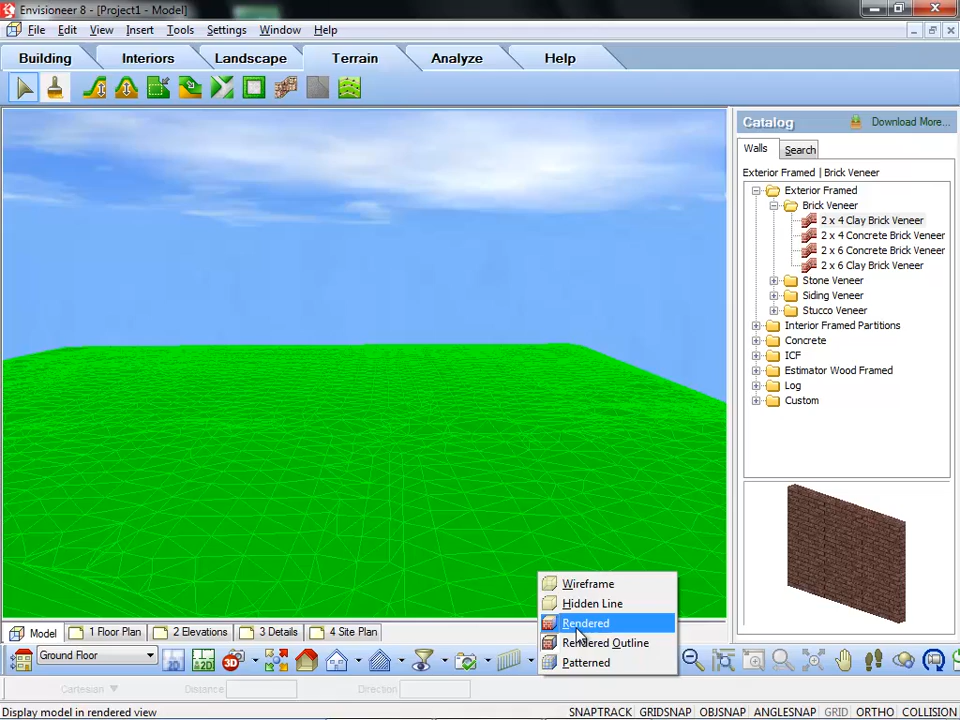 Envisioneer 8 - [Project1 - Model]
File Edit View Insert Tools Settings Window Help
Building Interiors Landscape Terrain Analyze Help
Catalog Download More...
Walls Search
Exterior Framed | Brick Veneer
Exterior Framed
Brick Veneer
2 x 4 Clay Brick Veneer
2 x 4 Concrete Brick Veneer
2 x 6 Concrete Brick Veneer
2 x 6 Clay Brick Veneer
Stone Veneer
Siding Veneer
Stucco Veneer
Interior Framed Partitions
Concrete
ICF
Estimator Wood Framed
Log
Custom
Wireframe
Hidden Line
Rendered
Rendered Outline
Patterned
Model 1 Floor Plan 2 Elevations 3 Details 4 Site Plan
Ground Floor 2D 2D 3D
Cartesian Distance: Direction:
Display model in rendered view SNAPTRACK GRIDSNAP OBJSNAP ANGLESNAP GRID ORTHO COLLISION